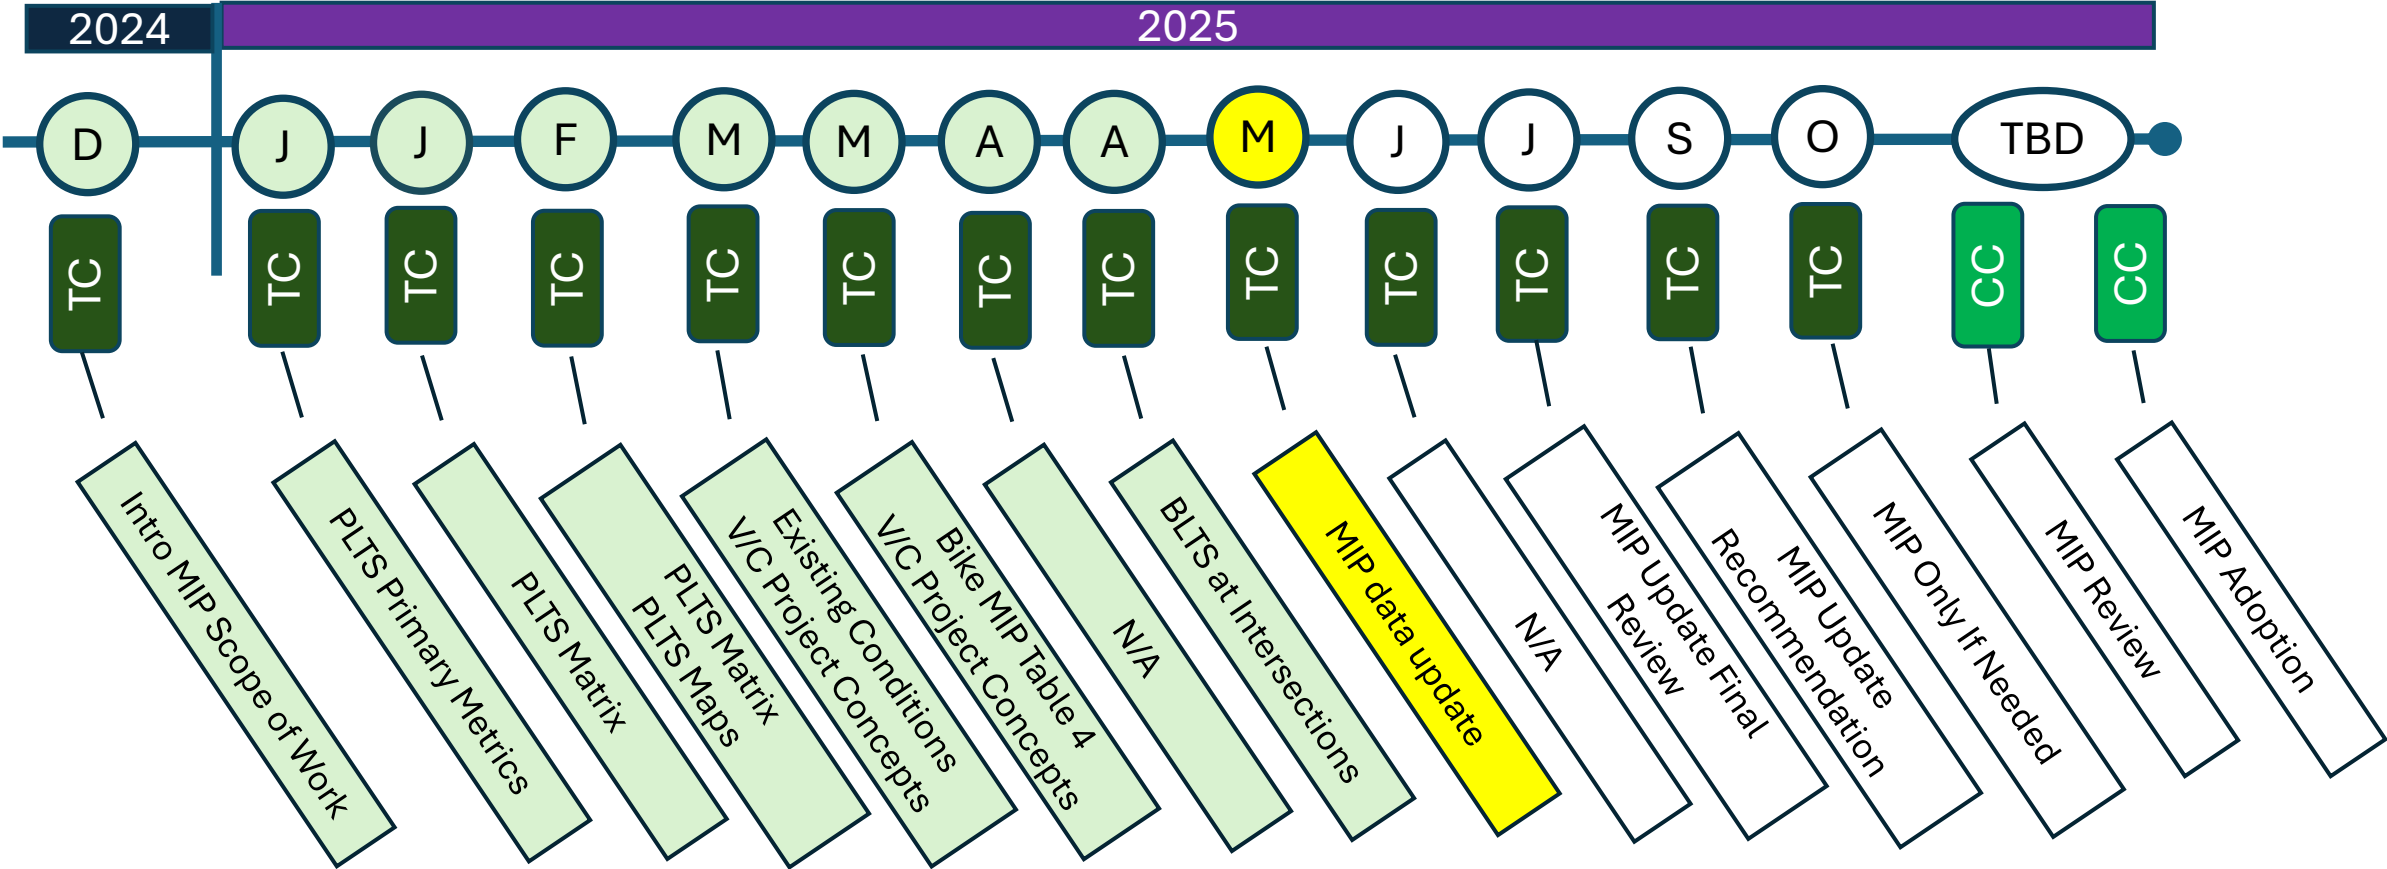 2024
2025
D
J
J
F
M
M
A
A
M
J
J
S
O
TBD
TC
TC
TC
TC
TC
TC
TC
TC
TC
TC
TC
TC
TC
CC
CC
Intro MIP Scope of Work
PLTS Primary Metrics
PLTS Matrix
PLTS Matrix
PLTS Maps
Existing Conditions
V/C Project Concepts
Bike MIP Table 4
V/C Project Concepts
N/A
BLTS at Intersections
MIP data update
N/A
MIP Update Final
Review
MIP Update
Recommendation
MIP Only If Needed
MIP Review
MIP Adoption